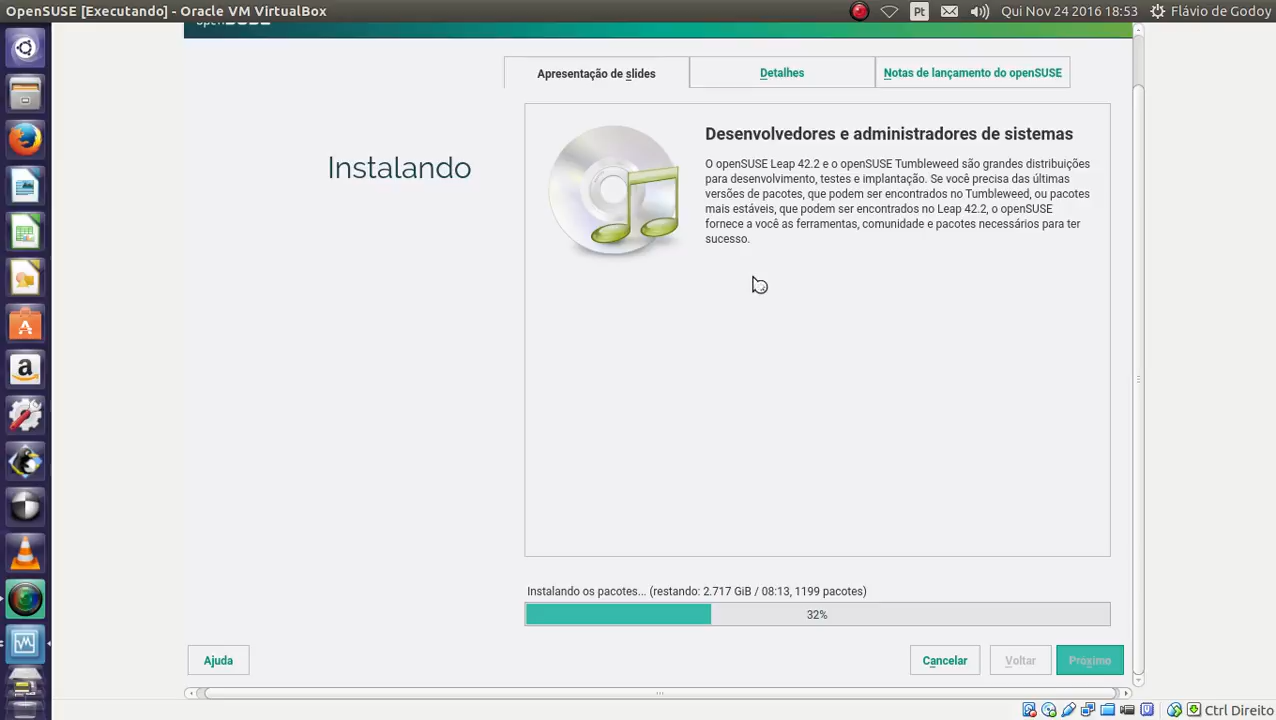 OpenSUSE [Executando] - Oracle VM VirtualBox
Pt
Qui Nov 24 2016 18:53
Flávio de Godoy
openSUSE
Apresentação de slides
Detalhes
Notas de lançamento do openSUSE
Instalando
Desenvolvedores e administradores de sistemas
O openSUSE Leap 42.2 e o openSUSE Tumbleweed são grandes distribuições
para desenvolvimento, testes e implantação. Se você precisa das últimas
versões de pacotes, que podem ser encontrados no Tumbleweed, ou pacotes
mais estáveis, que podem ser encontrados no Leap 42.2, o openSUSE
fornece a você as ferramentas, comunidade e pacotes necessários para ter
sucesso.
Instalando os pacotes... (restando: 2.717 GiB / 08:13, 1199 pacotes)
32%
Ajuda
Cancelar
Voltar
Próximo
Ctrl Direito